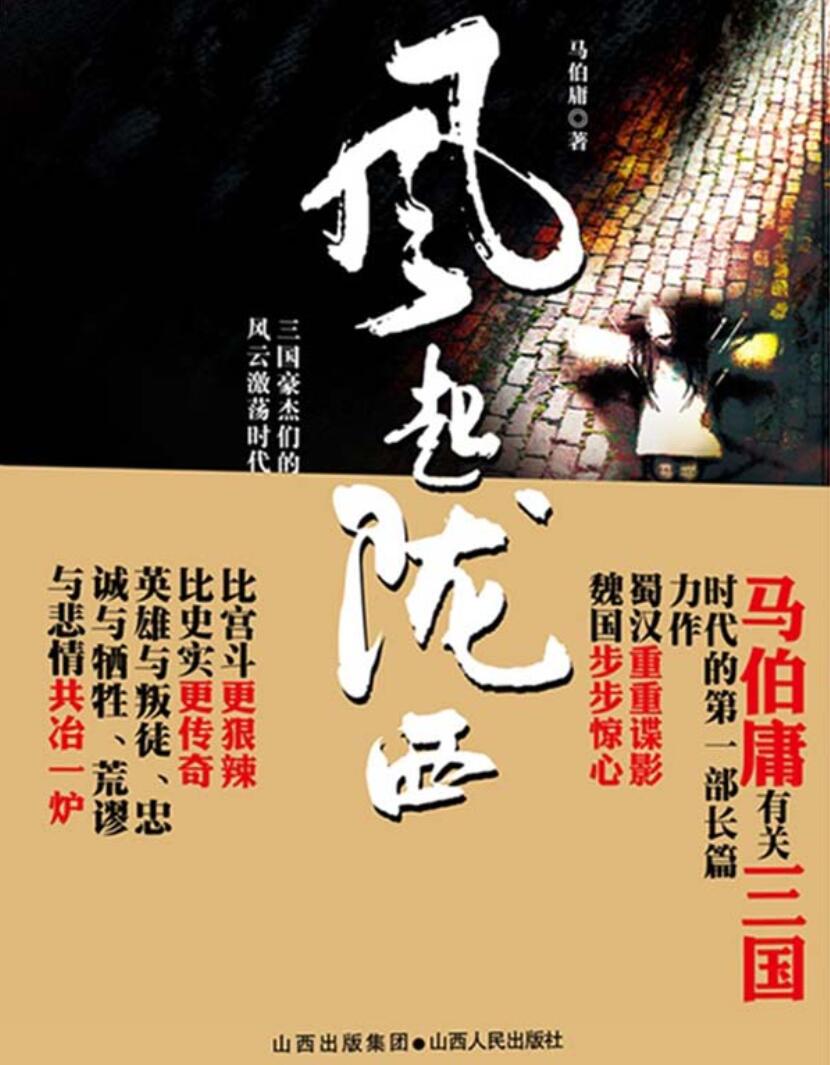 马伯庸◎著
风起陇西
三国豪杰们的
风云激荡时代
马伯庸有关三国
时代的第一部长篇
力作
蜀汉重重谍影
魏国步步惊心
比宫斗更狠辣
比史实更传奇
英雄与叛徒、忠
诚与牺牲、荒谬
与悲情共冶一炉
山西出版集团●山西人民出版社